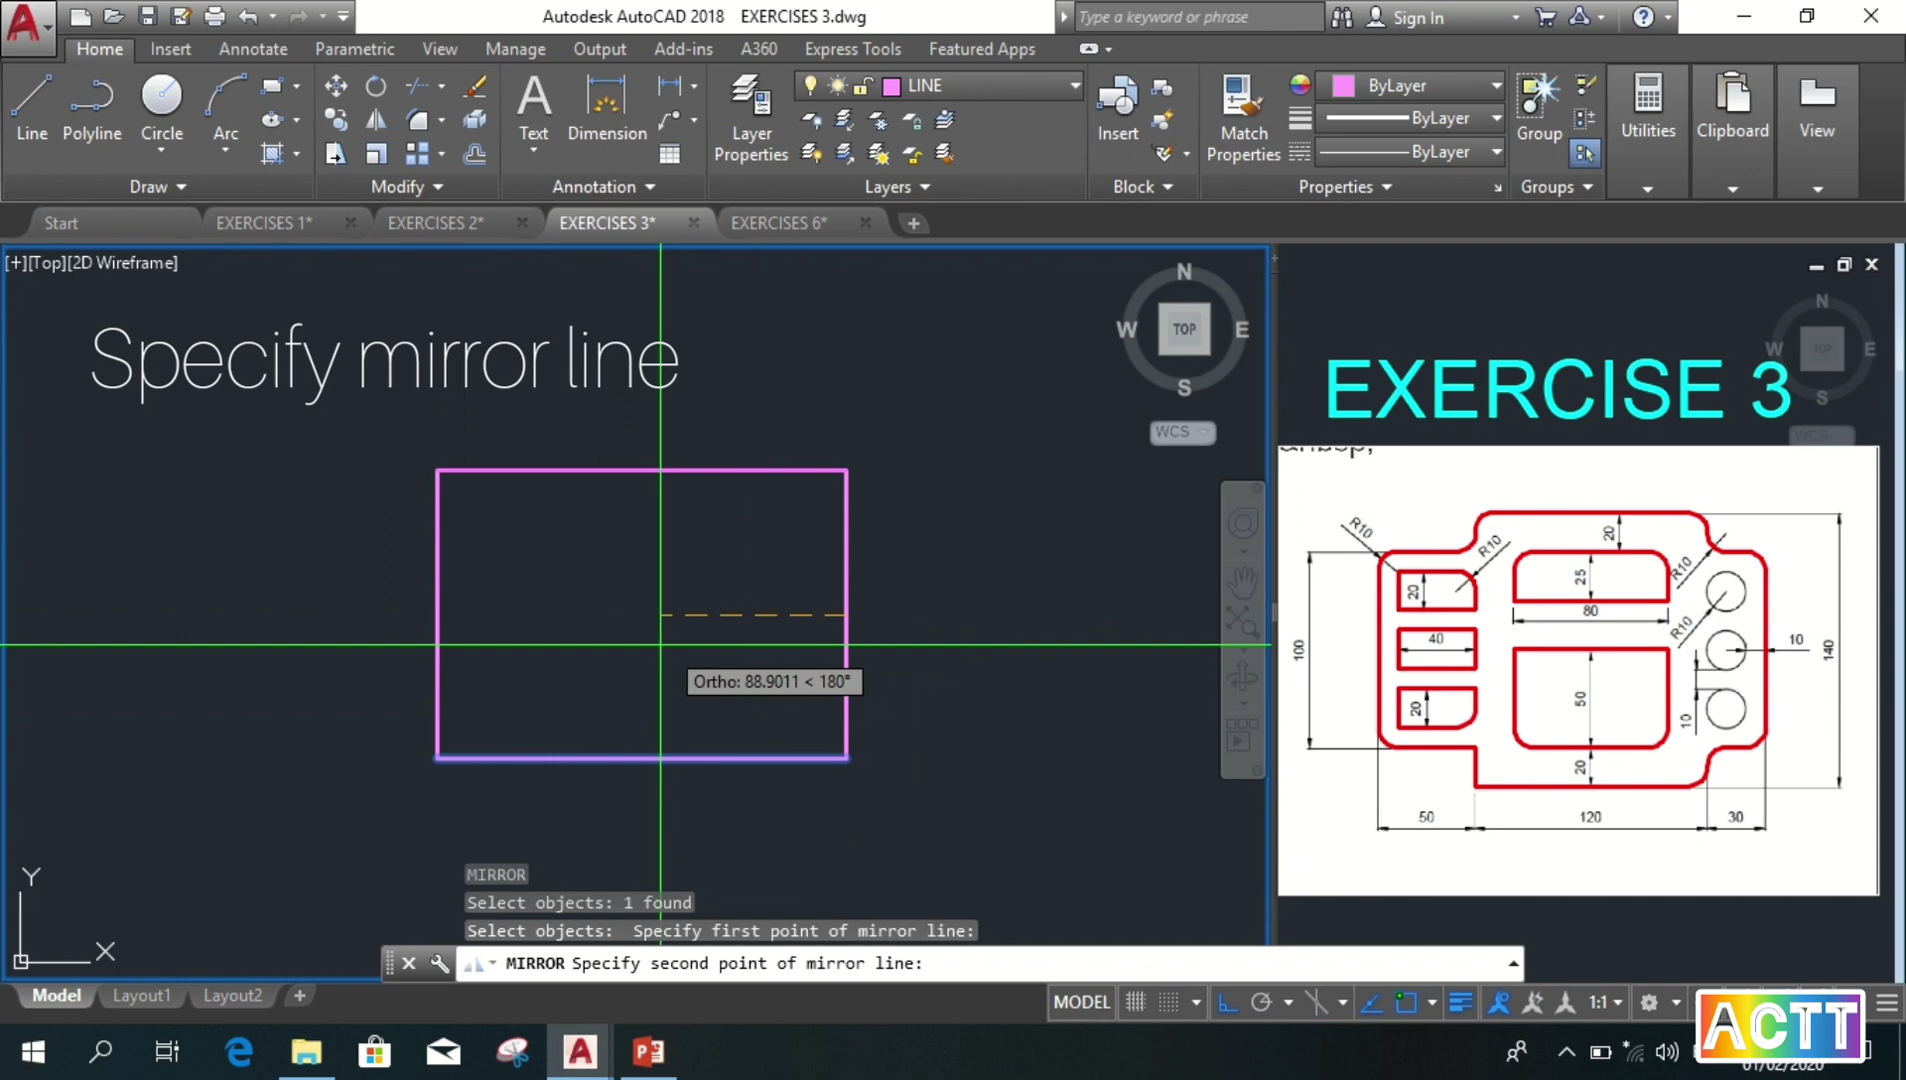 Autodesk AutoCAD 2018 EXERCISES 3.dwg
Type a keyword or phrase
Sign In
Home Insert Annotate Parametric View Manage Output Add-ins A360 Express Tools Featured Apps
Line Polyline Circle Arc
Draw
Modify
Text Dimension
Annotation
Layer Properties
LINE
Layers
Insert
Block
Match Properties
ByLayer
ByLayer
ByLayer
Properties
Group
Groups
Utilities
Clipboard
View
Start EXERCISES 1* EXERCISES 2* EXERCISES 3* EXERCISES 6*
[+][Top][2D Wireframe]
N
W TOP E
S
WCS
Specify mirror line
Ortho: 88.9011 < 180°
Y
X
N
W TOP E
S
WCS
EXERCISE 3
R10
R10
20
R10
25
80
20
40
R10
10
100
140
50
20
10
20
50 120 30
MIRROR
Select objects: 1 found
Select objects: Specify first point of mirror line:
MIRROR Specify second point of mirror line:
Model Layout1 Layout2
MODEL
1:1
ACTT
01/02/2020